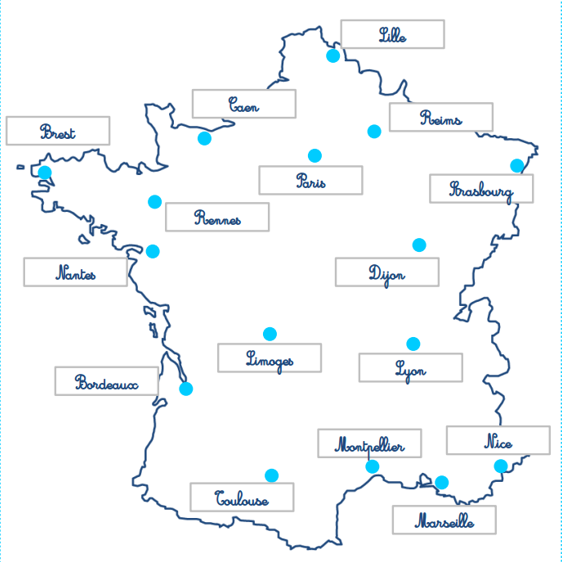 Lille
Caen
Reims
Brest
Paris
Strasbourg
Rennes
Nantes
Dijon
Limoges
Lyon
Bordeaux
Montpellier
Nice
Toulouse
Marseille